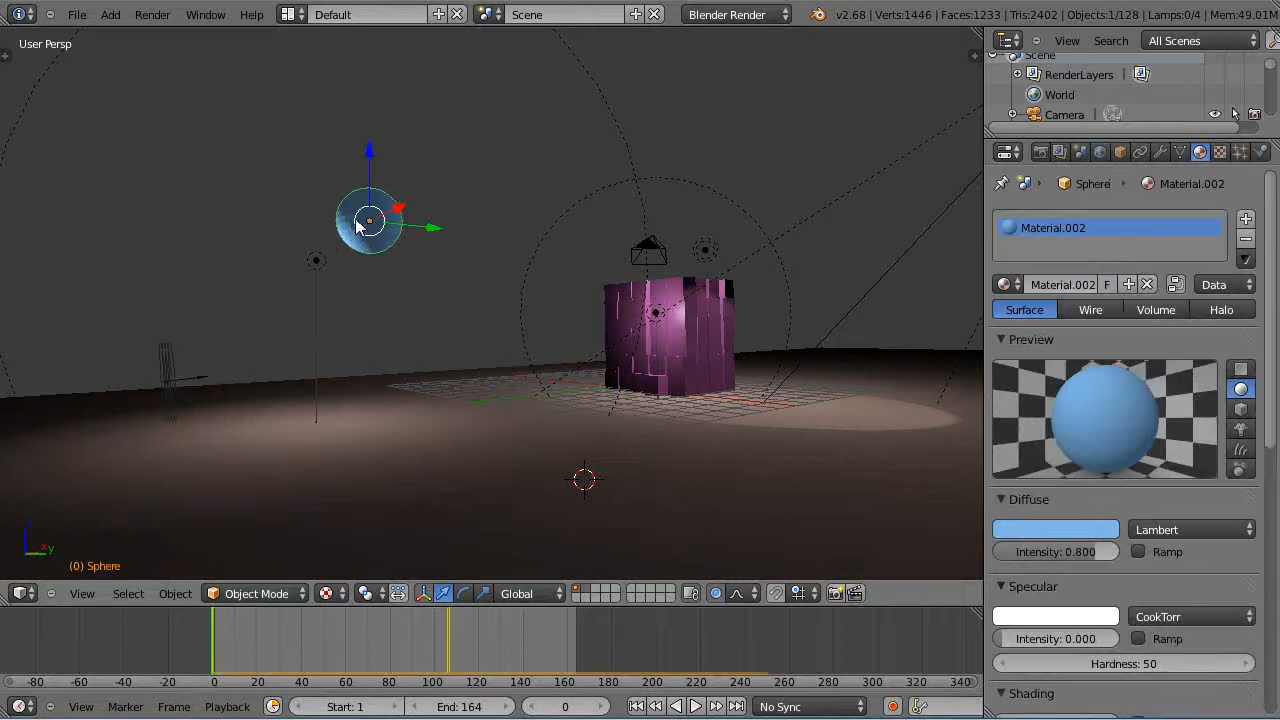 File Add Render Window Help Default Scene Blender Render v2.68 | Verts:1446 | Faces:1233 | Tris:2402 | Objects:1/128 | Lamps:0/4 | Mem:49.01M
User Persp
View Search All Scenes
Scene
RenderLayers
World
Camera
Sphere Material.002
Material.002
Material.002 F Data
Surface Wire Volume Halo
Preview
Diffuse
Lambert
Intensity: 0.800 Ramp
Specular
CookTorr
Intensity: 0.000 Ramp
Hardness: 50
Shading
z
y
(0) Sphere
View Select Object Object Mode Global
-80 -60 -40 -20 0 20 40 60 80 100 120 140 160 180 200 220 240 260 280 300 320 340
View Marker Frame Playback Start: 1 End: 164 0 No Sync